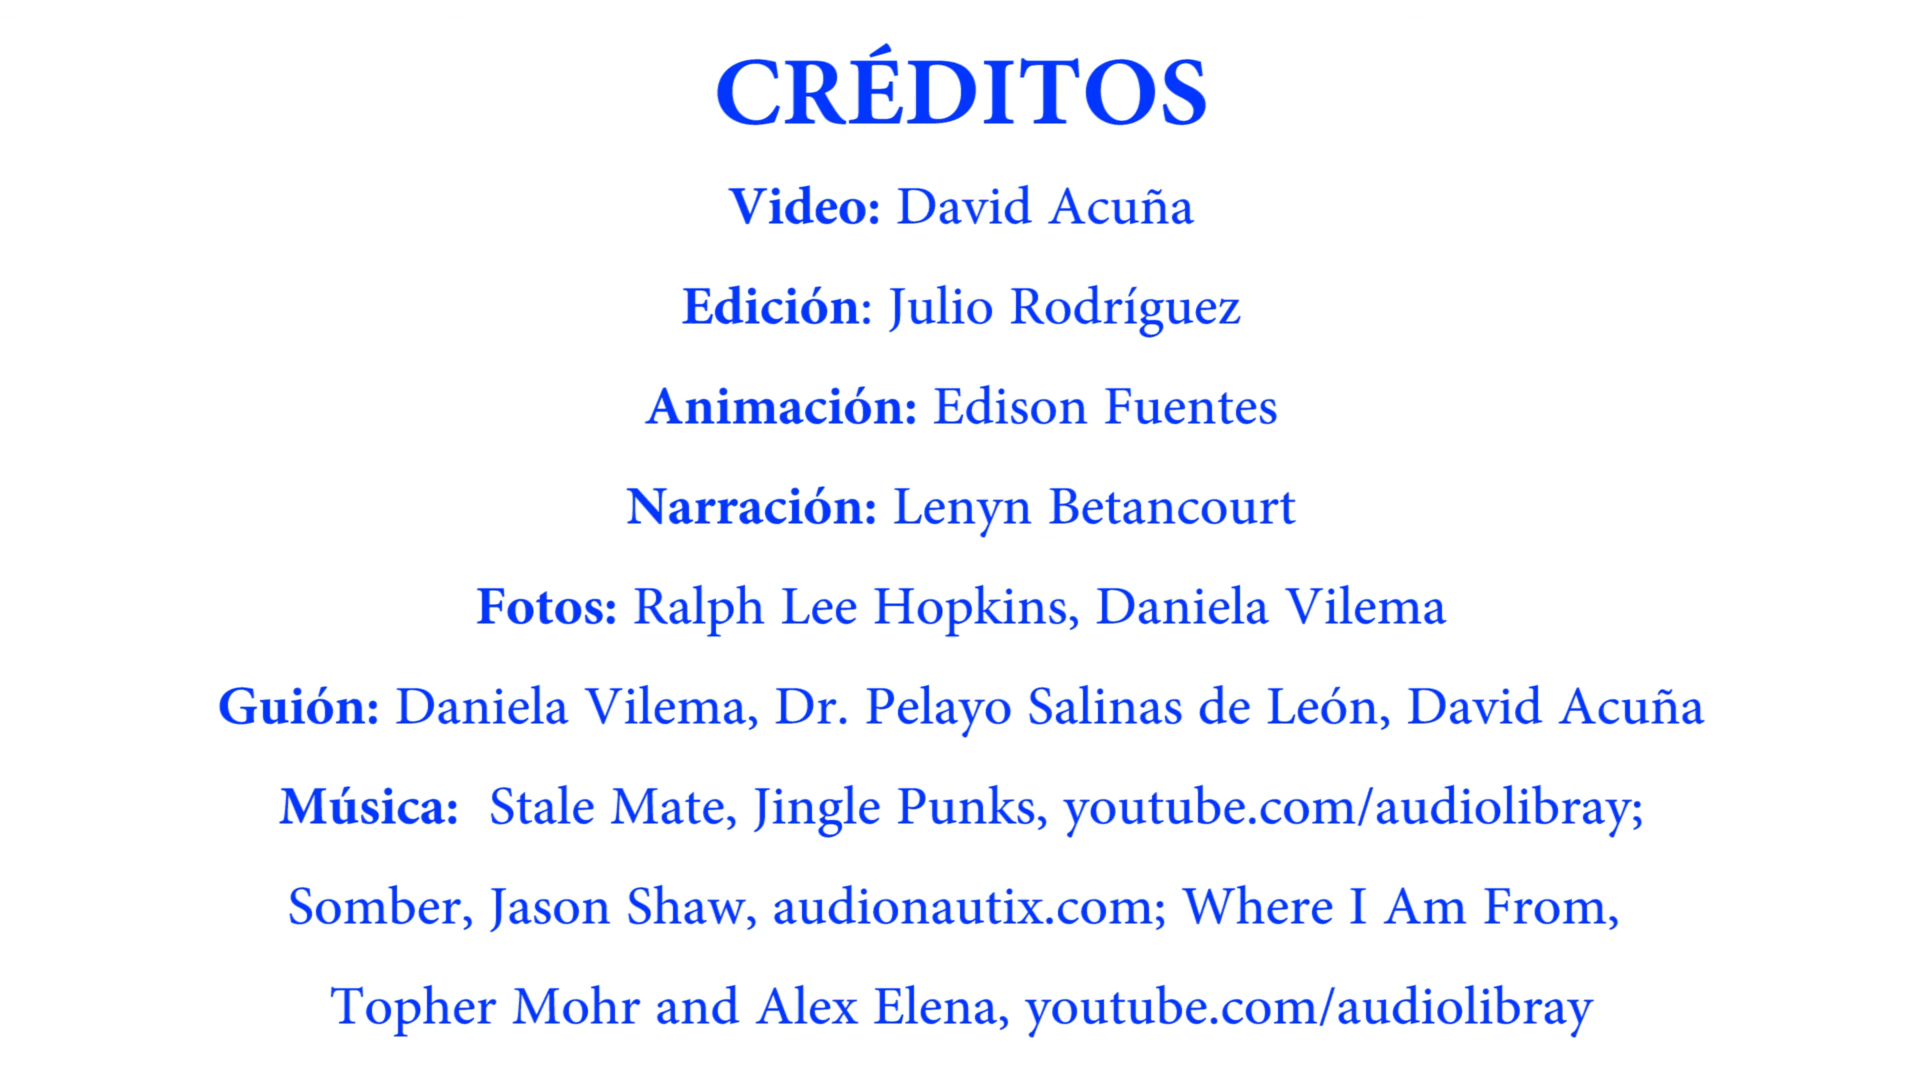 CRÉDITOS
Video: David Acuña
Edición: Julio Rodríguez
Animación: Edison Fuentes
Narración: Lenyn Betancourt
Fotos: Ralph Lee Hopkins, Daniela Vilema
Guión: Daniela Vilema, Dr. Pelayo Salinas de León, David Acuña
Música: Stale Mate, Jingle Punks, youtube.com/audiolibray;
Somber, Jason Shaw, audionautix.com; Where I Am From,
Topher Mohr and Alex Elena, youtube.com/audiolibray